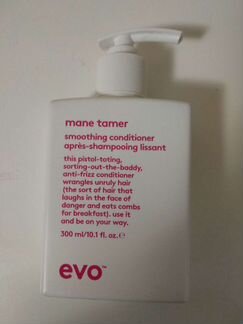 mane tamer
smoothing conditioner
après-shampooing lissant
this pistol-toting,
sorting-out-the-baddy,
anti-frizz conditioner
wrangles unruly hair
(the sort of hair that
laughs in the face of
danger and eats combs
for breakfast). use it
and be on your way.
300 ml/10.1 fl. oz.℮
evo™